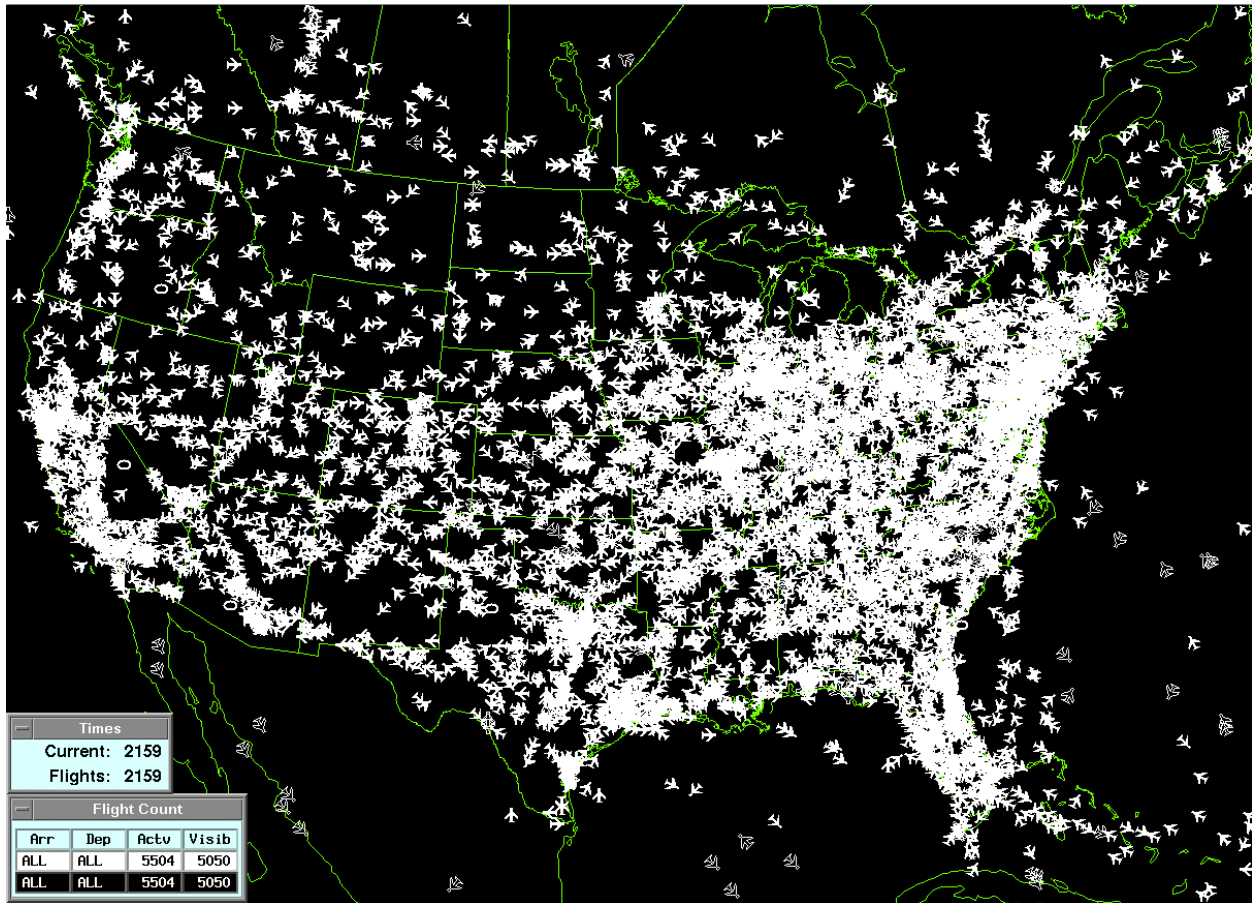 Times
Current: 2159
Flights: 2159
Flight Count
Arr Dep Actv Visib
ALL ALL 5504 5050
ALL ALL 5504 5050